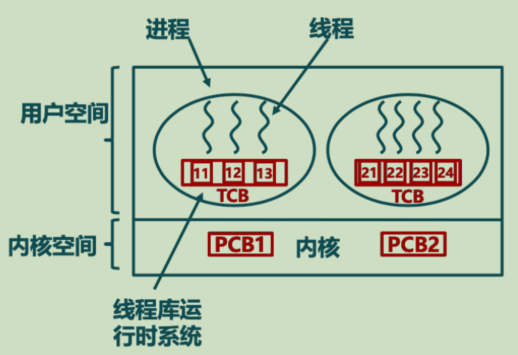 进程
线程
用户空间
11 12 13
21 22 23 24
TCB
TCB
内核空间
PCB1
内核
PCB2
线程库运
行时系统